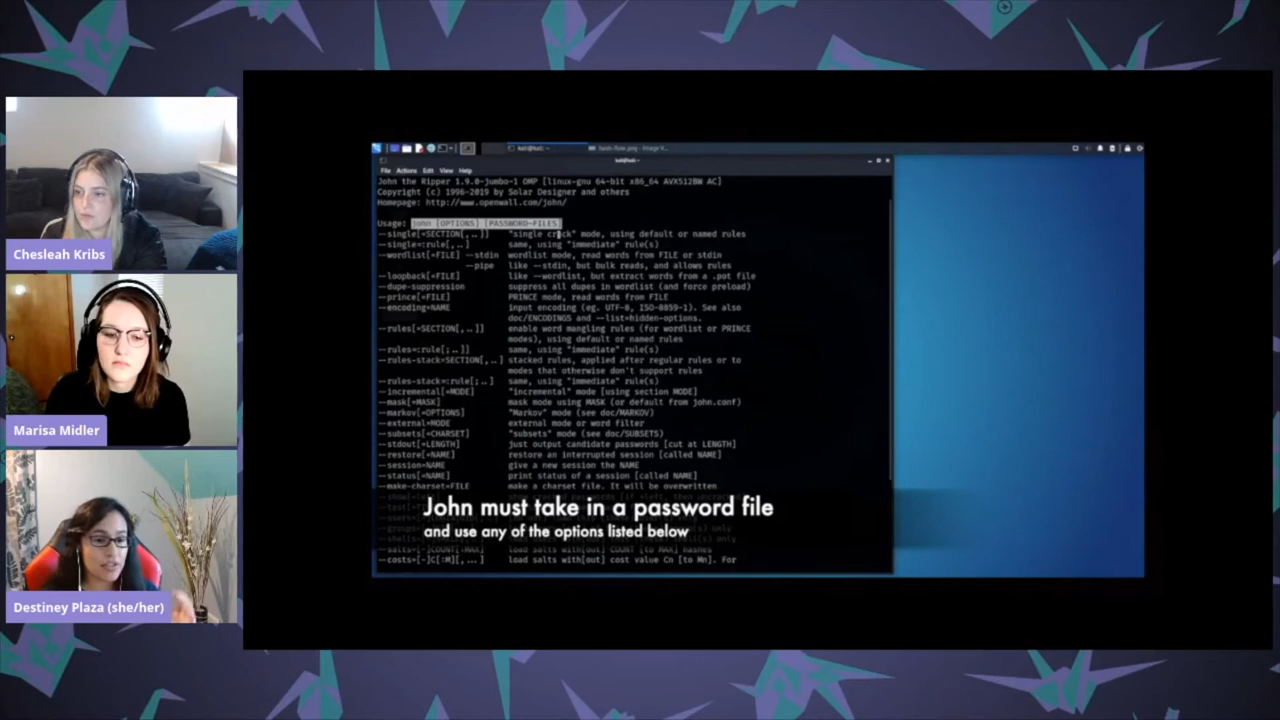 Chesleah Kribs
Marisa Midler
Destiney Plaza (she/her)
File Actions Edit View Help
John the Ripper 1.9.0-jumbo-1 OMP [linux-gnu 64-bit x86_64 AVX512BW AC]
Copyright (c) 1996-2019 by Solar Designer and others
Homepage: http://www.openwall.com/john/
Usage: john [OPTIONS] [PASSWORD-FILES]
--single[=SECTION[,..]] "single crack" mode, using default or named rules
--single=:rule[,..] same, using "immediate" rule(s)
--wordlist[=FILE] --stdin wordlist mode, read words from FILE or stdin
--pipe like --stdin, but bulk reads, and allows rules
--loopback[=FILE] like --wordlist, but extract words from a .pot file
--dupe-suppression suppress all dupes in wordlist (and force preload)
--prince[=FILE] PRINCE mode, read words from FILE
--encoding=NAME input encoding (eg. UTF-8, ISO-8859-1). See also
doc/ENCODINGS and --list=hidden-options.
--rules[=SECTION[,..]] enable word mangling rules (for wordlist or PRINCE
modes), using default or named rules
--rules=:rule[;..] same, using "immediate" rule(s)
--rules-stack=SECTION[,..] stacked rules, applied after regular rules or to
modes that otherwise don't support rules
--rules-stack=:rule[;..] same, using "immediate" rule(s)
--incremental[=MODE] "incremental" mode [using section MODE]
--mask[=MASK] mask mode using MASK (or default from john.conf)
--markov[=OPTIONS] "Markov" mode (see doc/MARKOV)
--external=MODE external mode or word filter
--subsets[=CHARSET] "subsets" mode (see doc/SUBSETS)
--stdout[=LENGTH] just output candidate passwords [cut at LENGTH]
--restore[=NAME] restore an interrupted session [called NAME]
--session=NAME give a new session the NAME
--status[=NAME] print status of a session [called NAME]
--make-charset=FILE make a charset file. It will be overwritten
John must take in a password file
and use any of the options listed below
--salts=[-]COUNT[:MAX] load salts with[out] COUNT [to MAX] hashes
--costs=[-]C[:M][,...] load salts with[out] cost value Cn [to Mn]. For